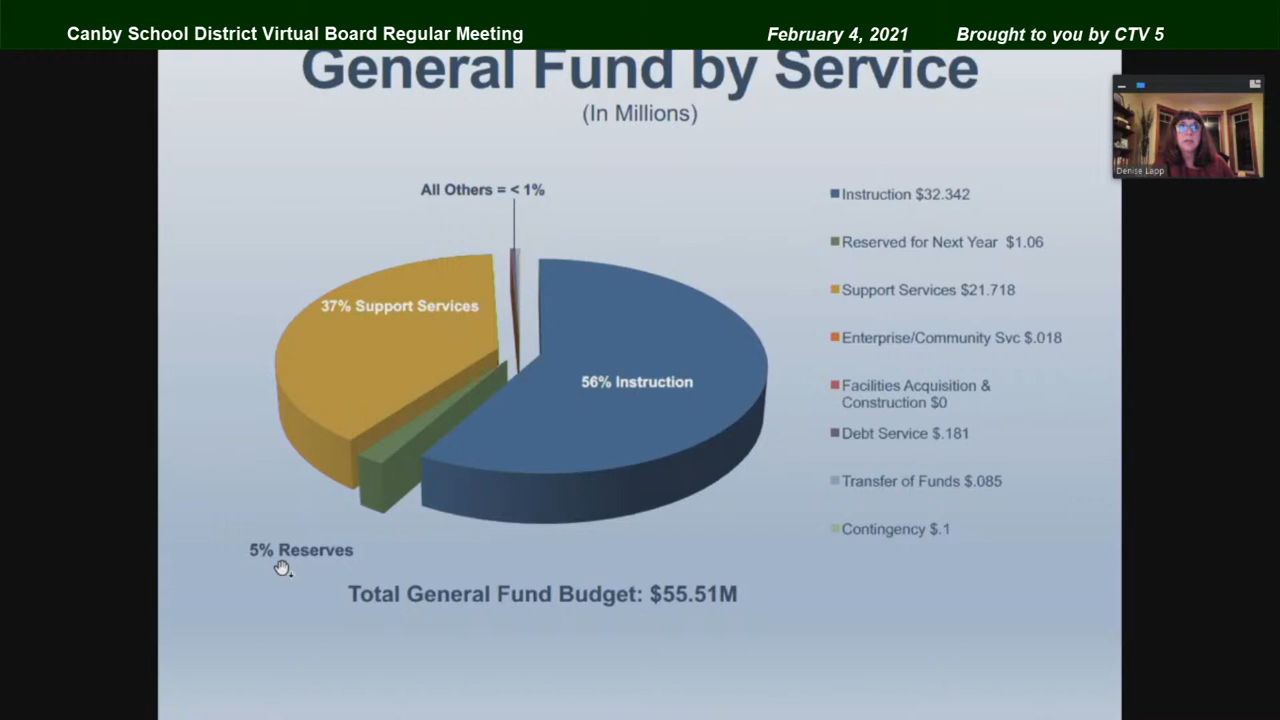 Canby School District Virtual Board Regular Meeting
February 4, 2021
Brought to you by CTV 5
General Fund by Service
(In Millions)
Denise Lapp
All Others = < 1%
37% Support Services
56% Instruction
5% Reserves
Instruction $32.342
Reserved for Next Year $1.06
Support Services $21.718
Enterprise/Community Svc $.018
Facilities Acquisition &
Construction $0
Debt Service $.181
Transfer of Funds $.085
Contingency $.1
Total General Fund Budget: $55.51M